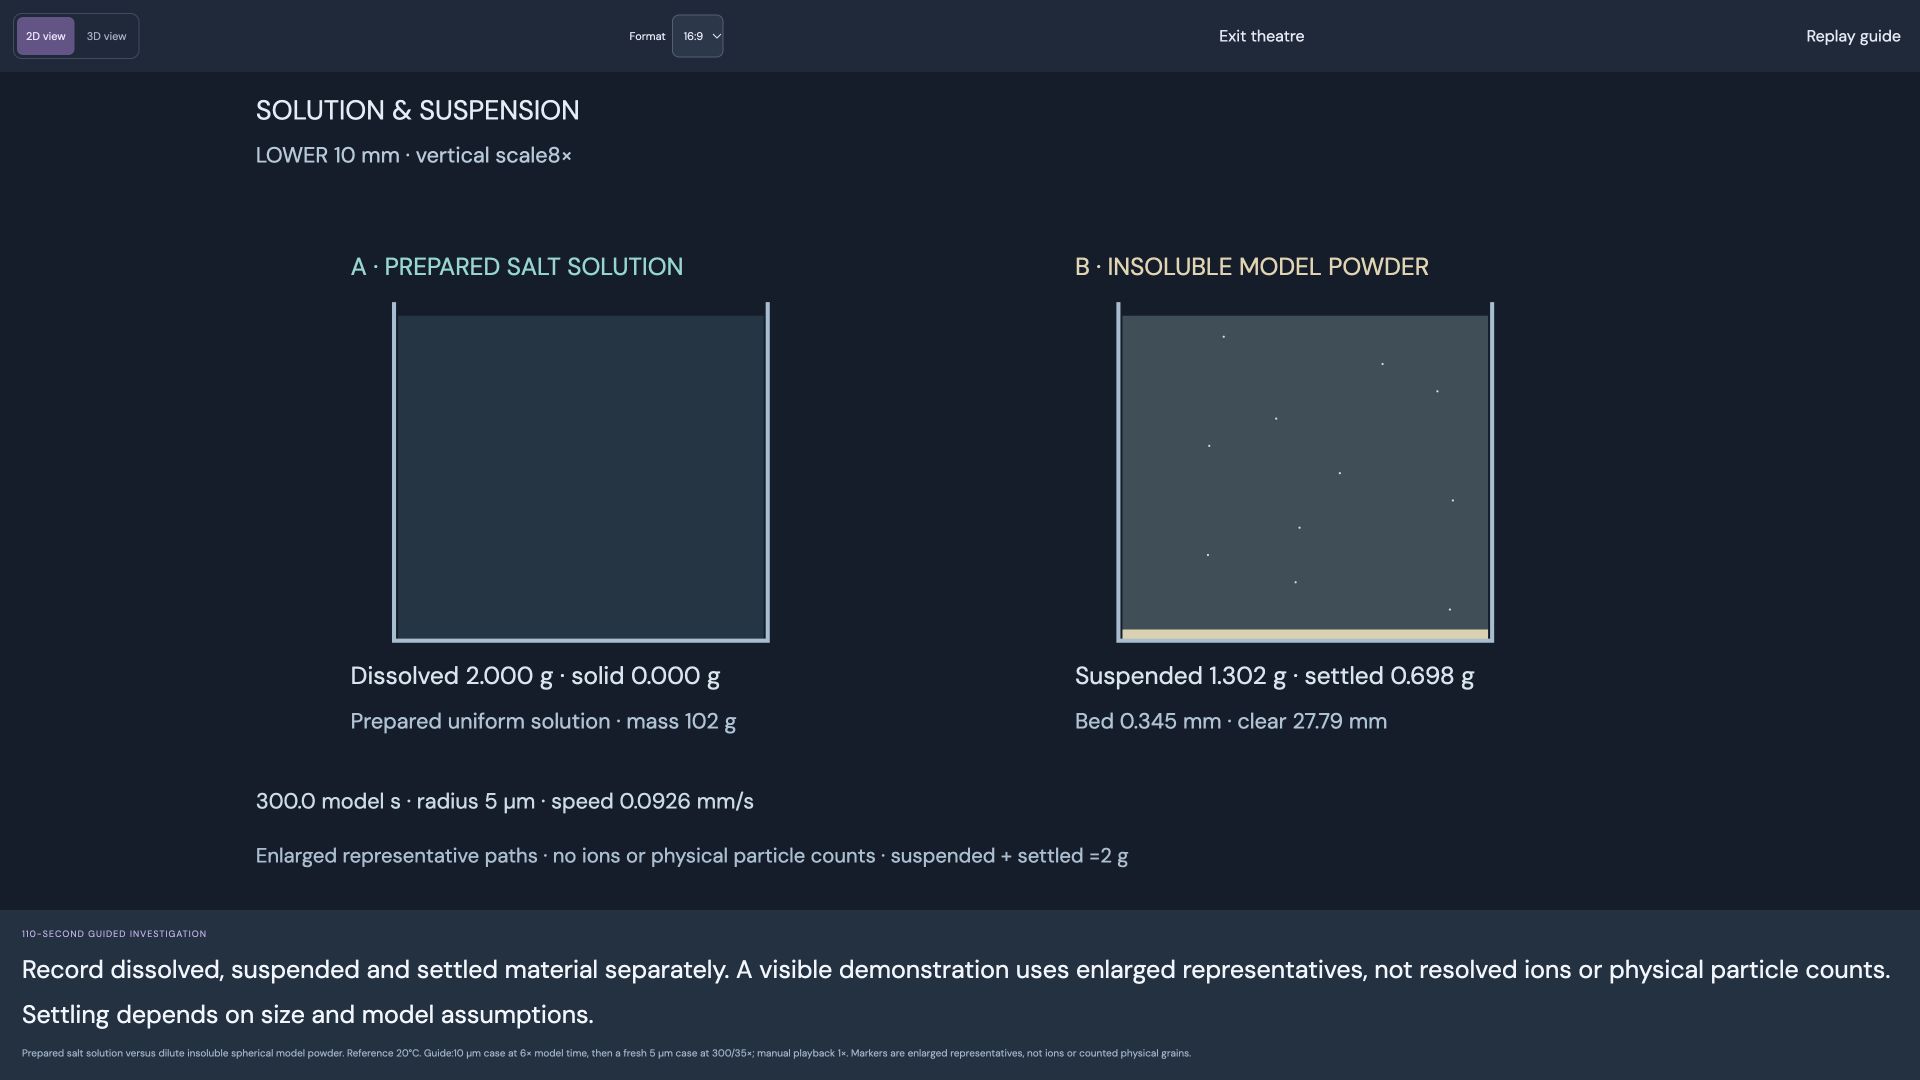 2D view
3D view
Format
16:9
Exit theatre
Replay guide
SOLUTION & SUSPENSION
LOWER 10 mm · vertical scale8×
A · PREPARED SALT SOLUTION
B · INSOLUBLE MODEL POWDER
Dissolved 2.000 g · solid 0.000 g
Prepared uniform solution · mass 102 g
Suspended 1.302 g · settled 0.698 g
Bed 0.345 mm · clear 27.79 mm
300.0 model s · radius 5 µm · speed 0.0926 mm/s
Enlarged representative paths · no ions or physical particle counts · suspended + settled =2 g
110-SECOND GUIDED INVESTIGATION
Record dissolved, suspended and settled material separately. A visible demonstration uses enlarged representatives, not resolved ions or physical particle counts.
Settling depends on size and model assumptions.
Prepared salt solution versus dilute insoluble spherical model powder. Reference 20°C. Guide:10 µm case at 6× model time, then a fresh 5 µm case at 300/35×; manual playback 1×. Markers are enlarged representatives, not ions or counted physical grains.